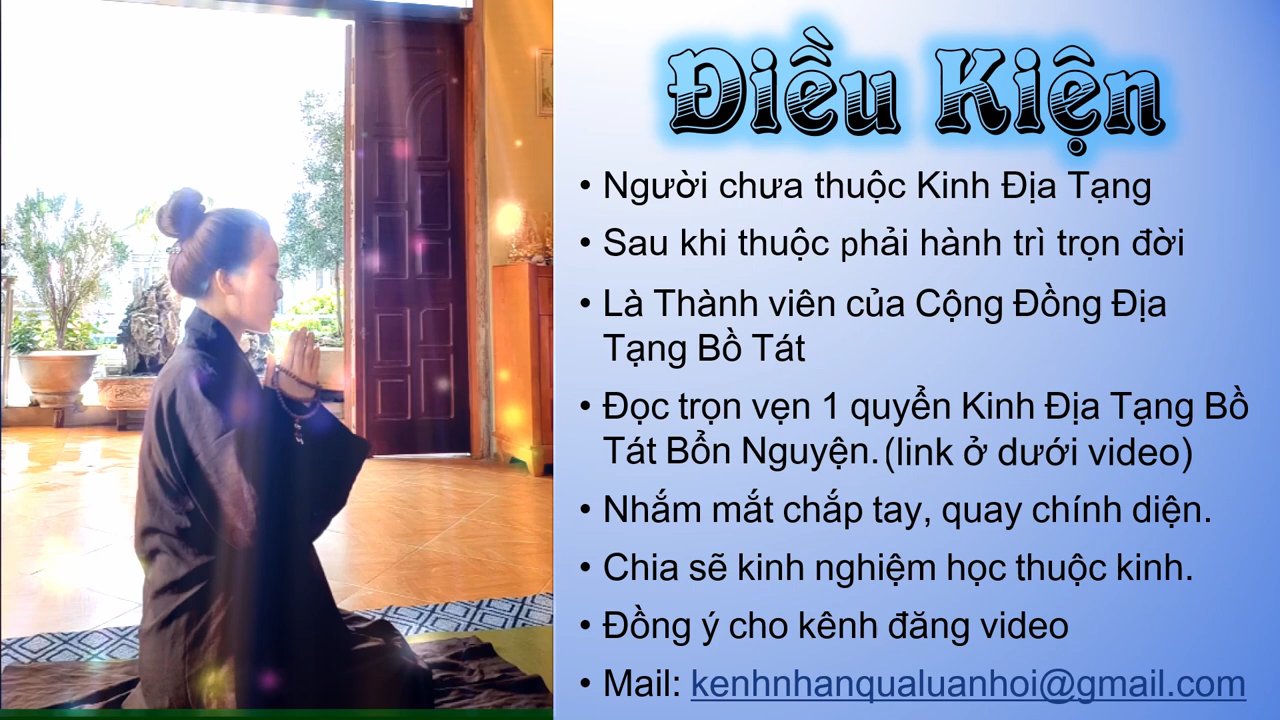 Điều Kiện
• Người chưa thuộc Kinh Địa Tạng
• Sau khi thuộc phải hành trì trọn đời
• Là Thành viên của Cộng Đồng Địa
Tạng Bồ Tát
• Đọc trọn vẹn 1 quyển Kinh Địa Tạng Bồ
Tát Bổn Nguyện. (link ở dưới video)
• Nhắm mắt chắp tay, quay chính diện.
• Chia sẽ kinh nghiệm học thuộc kinh.
• Đồng ý cho kênh đăng video
• Mail: kenhnhanqualuanhoi@gmail.com